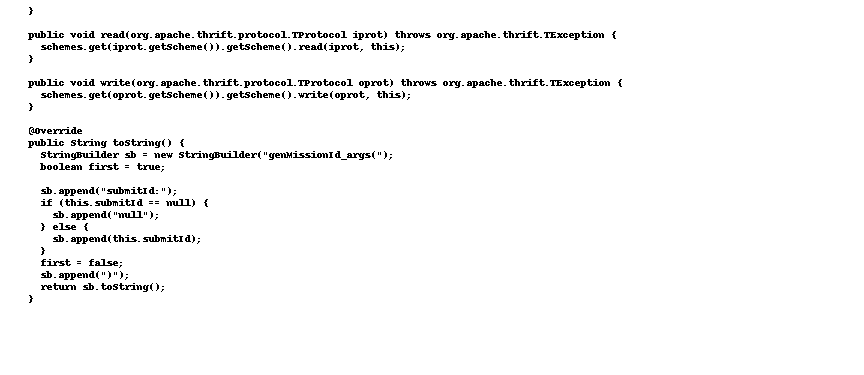 }

public void read(org.apache.thrift.protocol.TProtocol iprot) throws org.apache.thrift.TException {
  schemes.get(iprot.getScheme()).getScheme().read(iprot, this);
}

public void write(org.apache.thrift.protocol.TProtocol oprot) throws org.apache.thrift.TException {
  schemes.get(oprot.getScheme()).getScheme().write(oprot, this);
}

@Override
public String toString() {
  StringBuilder sb = new StringBuilder("genMissionId_args(");
  boolean first = true;

  sb.append("submitId:");
  if (this.submitId == null) {
    sb.append("null");
  } else {
    sb.append(this.submitId);
  }
  first = false;
  sb.append(")");
  return sb.toString();
}